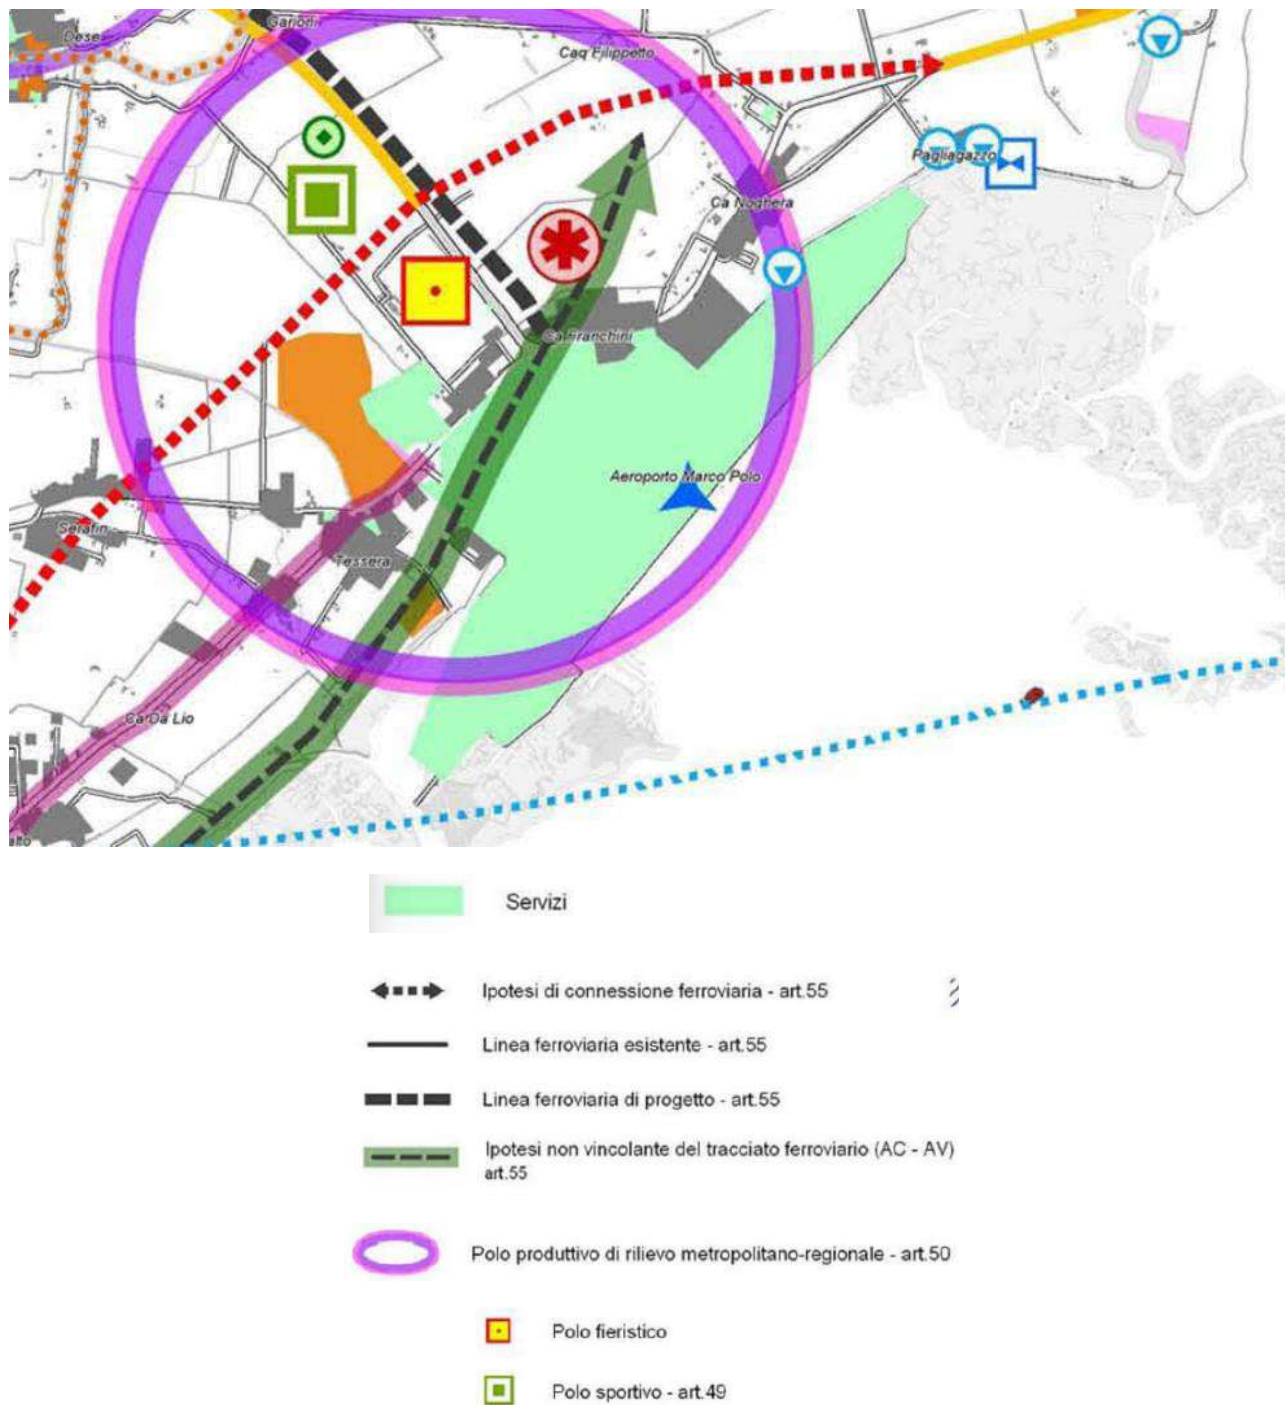 Garioni
Dese
Caq Filippetto
Pagliagazzo
Ca Noghera
Ca Franchini
Aeroporto Marco Polo
Serafin
Tessera
Ca Da Lio
Servizi
Ipotesi di connessione ferroviaria - art.55
Linea ferroviaria esistente - art.55
Linea ferroviaria di progetto - art.55
Ipotesi non vincolante del tracciato ferroviario (AC - AV)
art.55
Polo produttivo di rilievo metropolitano-regionale - art.50
Polo fieristico
Polo sportivo - art.49